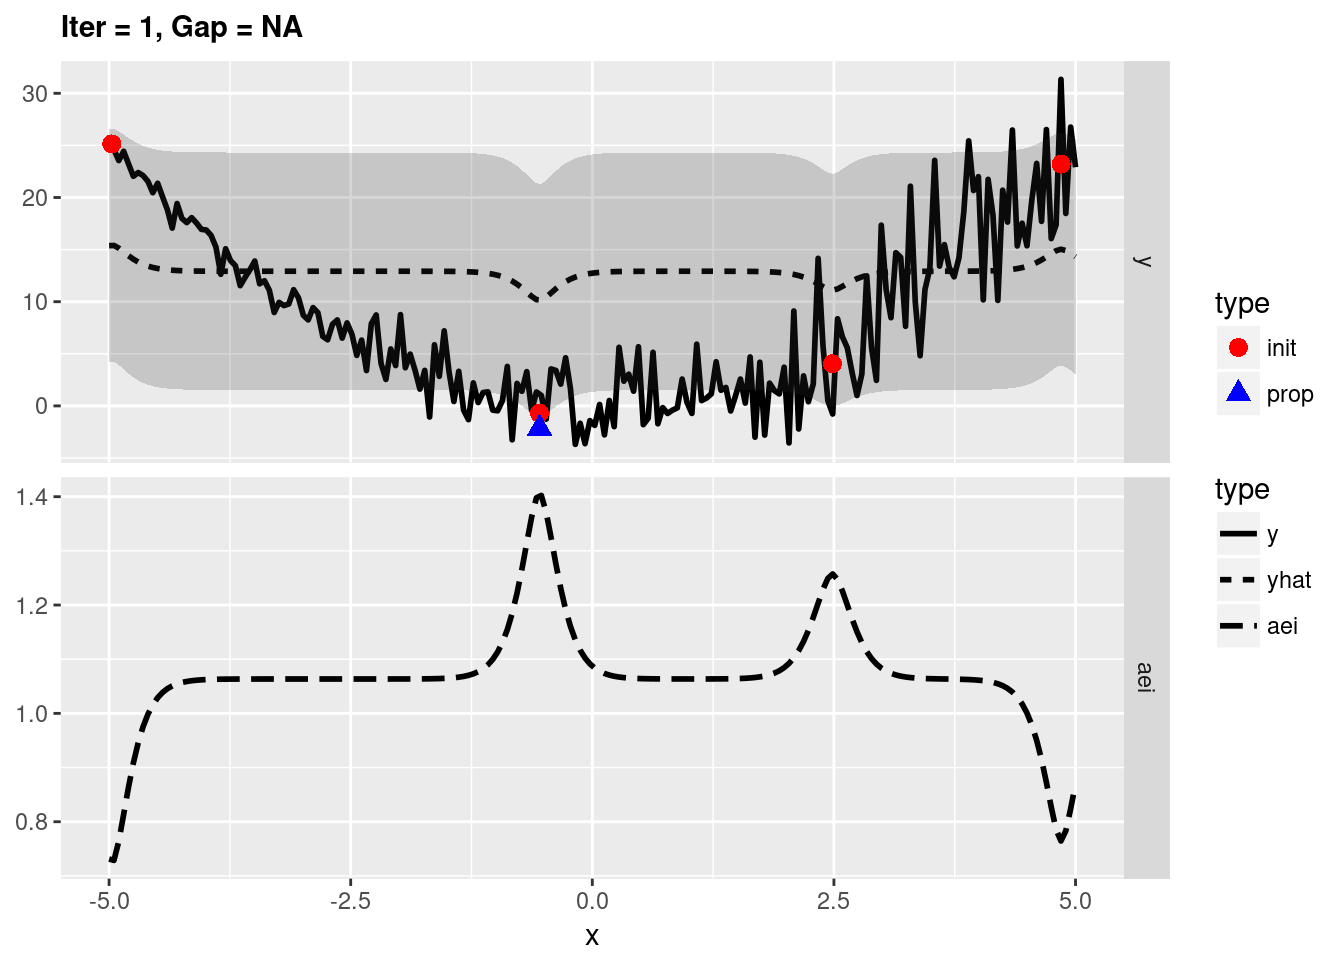 Iter = 1, Gap = NA
30
20
10
0
y
1.4
1.2
1.0
0.8
aei
-5.0
-2.5
0.0
2.5
5.0
x
type
init
prop
type
y
yhat
aei